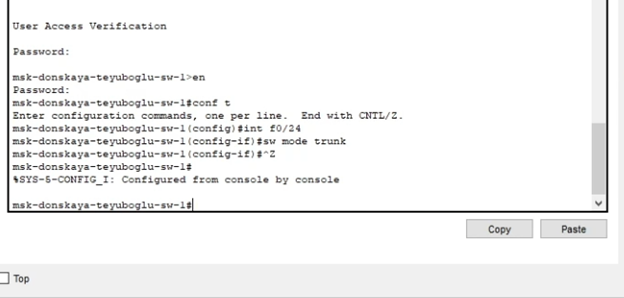 User Access Verification
Password:
msk-donskaya-teyuboglu-sw-1>en
Password:
msk-donskaya-teyuboglu-sw-1#conf t
Enter configuration commands, one per line.  End with CNTL/Z.
msk-donskaya-teyuboglu-sw-1(config)#int f0/24
msk-donskaya-teyuboglu-sw-1(config-if)#sw mode trunk
msk-donskaya-teyuboglu-sw-1(config-if)#^Z
msk-donskaya-teyuboglu-sw-1#
%SYS-5-CONFIG_I: Configured from console by console
msk-donskaya-teyuboglu-sw-1#
Copy Paste
Top